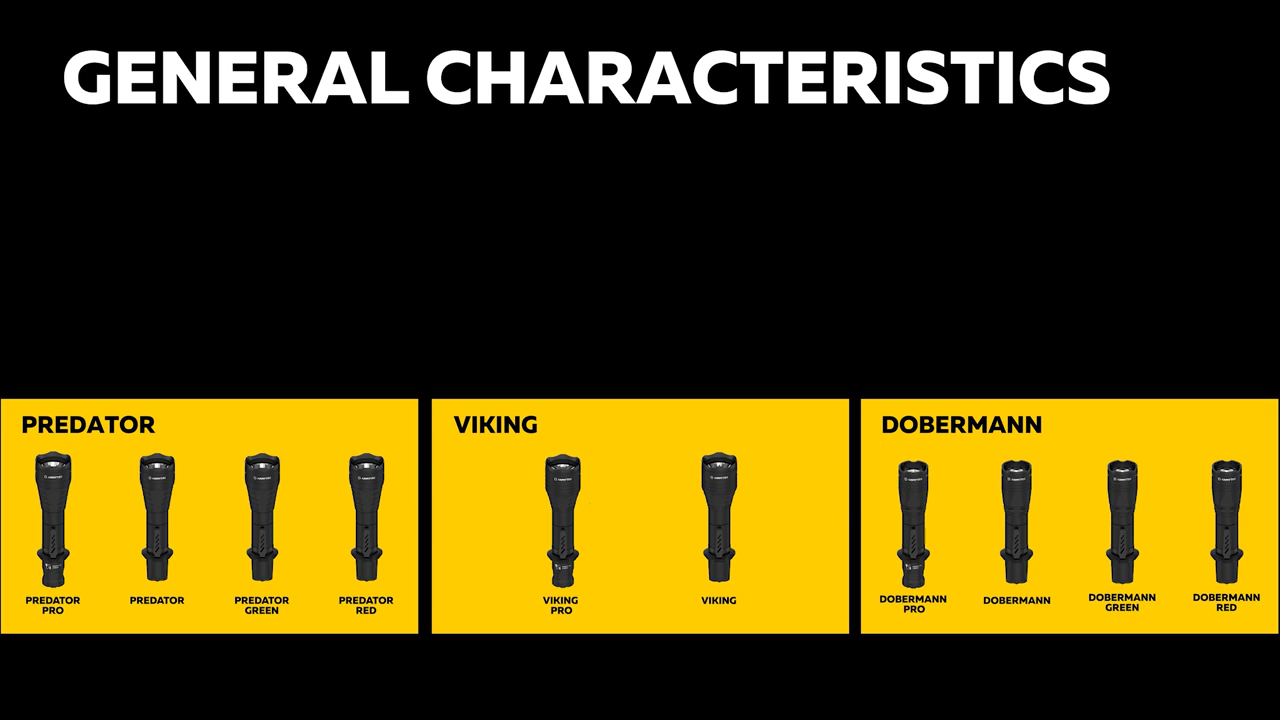 GENERAL CHARACTERISTICS
PREDATOR
PREDATOR
PRO
PREDATOR
PREDATOR
GREEN
PREDATOR
RED
VIKING
VIKING
PRO
VIKING
DOBERMANN
DOBERMANN
PRO
DOBERMANN
DOBERMANN
GREEN
DOBERMANN
RED